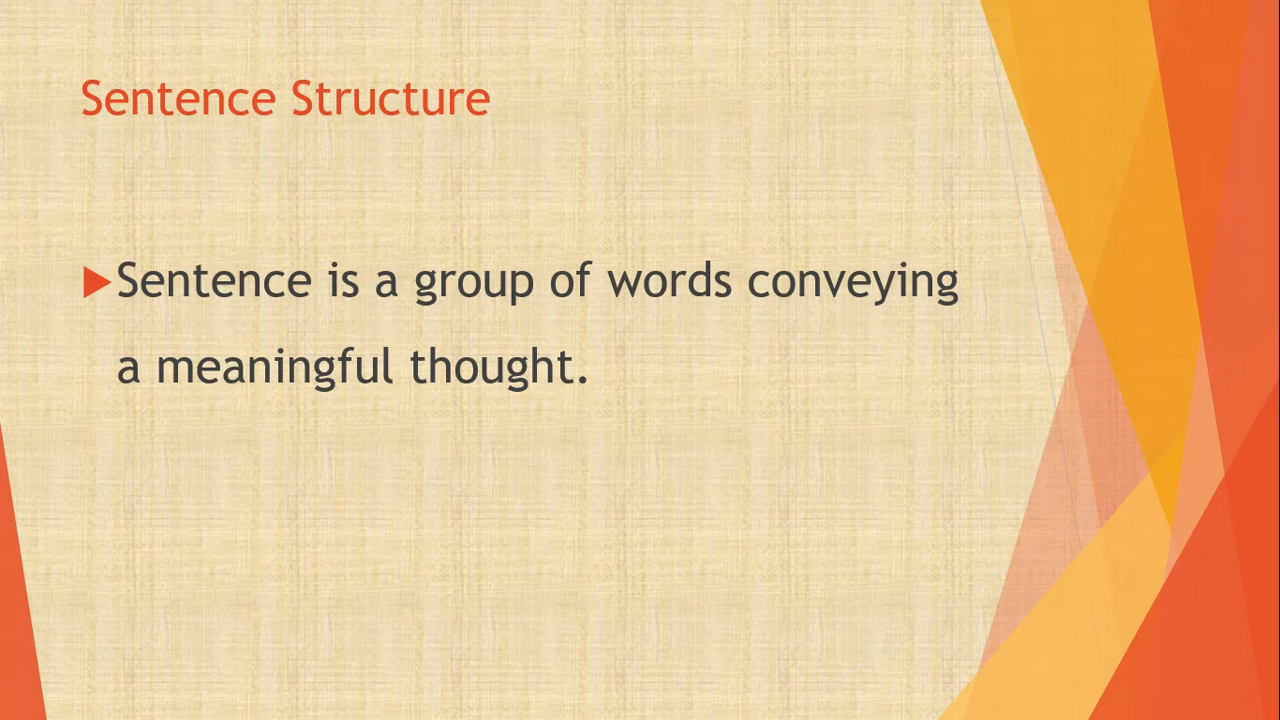 Sentence Structure
Sentence is a group of words conveying
a meaningful thought.